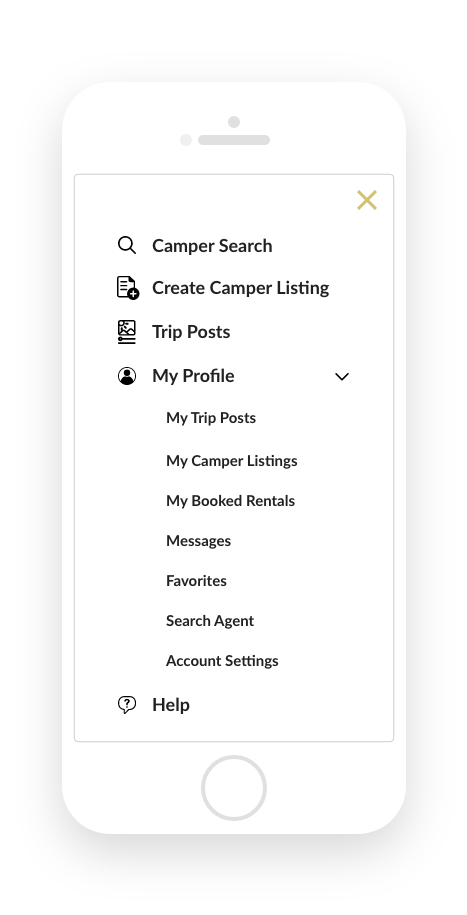 Camper Search
Create Camper Listing
Trip Posts
My Profile
My Trip Posts
My Camper Listings
My Booked Rentals
Messages
Favorites
Search Agent
Account Settings
Help